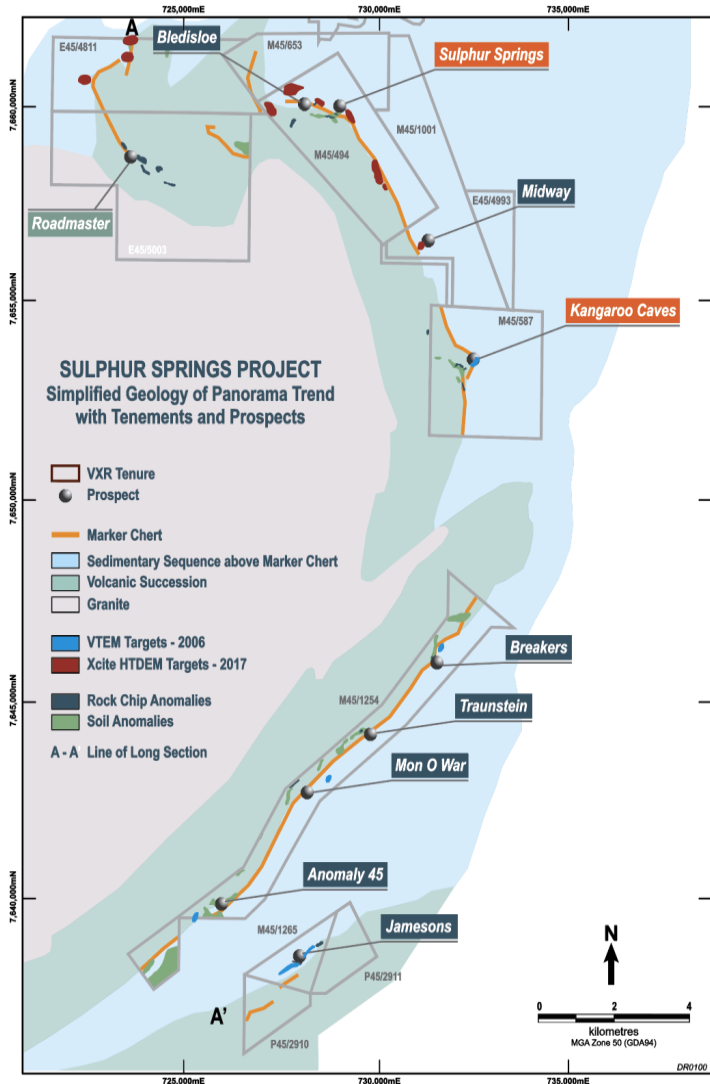 725,000mE
730,000mE
735,000mE
A
E45/4811
Bledisloe
M45/653
Sulphur Springs
7,660,000mN
M45/1001
M45/494
E45/4993
Midway
Roadmaster
E45/5003
7,655,000mN
M45/587
Kangaroo Caves
SULPHUR SPRINGS PROJECT
Simplified Geology of Panorama Trend
with Tenements and Prospects
VXR Tenure
Prospect
7,650,000mN
Marker Chert
Sedimentary Sequence above Marker Chert
Volcanic Succession
Granite
VTEM Targets - 2006
Xcite HTDEM Targets - 2017
Rock Chip Anomalies
Soil Anomalies
A - A Line of Long Section
Breakers
7,645,000mN
M45/1254
Traunstein
Mon O War
Anomaly 45
7,640,000mN
M45/1265
Jamesons
P45/2911
A'
P45/2910
N
0 2 4
kilometres
MGA Zone 50 (GDA94)
725,000mE
730,000mE
735,000mE
DR0100